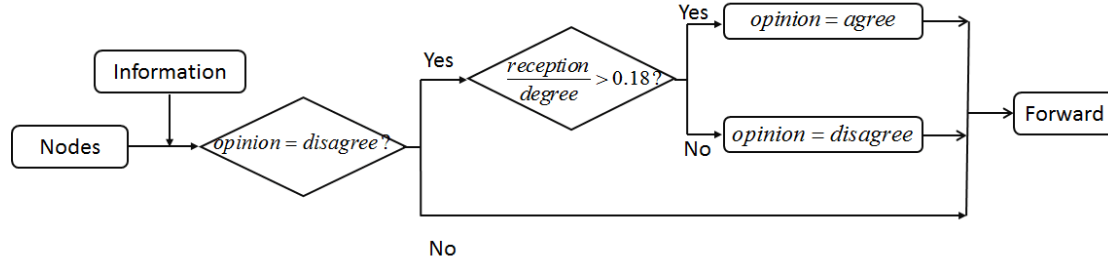 Information
Nodes
opinion = disagree?
Yes
reception
degree
> 0.18?
Yes
opinion = agree
No
opinion = disagree
Forward
No